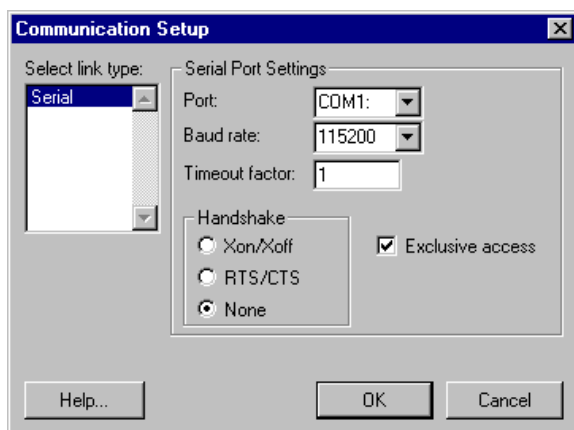 Communication Setup
Select link type:
Serial
Serial Port Settings
Port: COM1:
Baud rate: 115200
Timeout factor: 1
Handshake
Xon/Xoff
RTS/CTS
None
Exclusive access
Help... OK Cancel